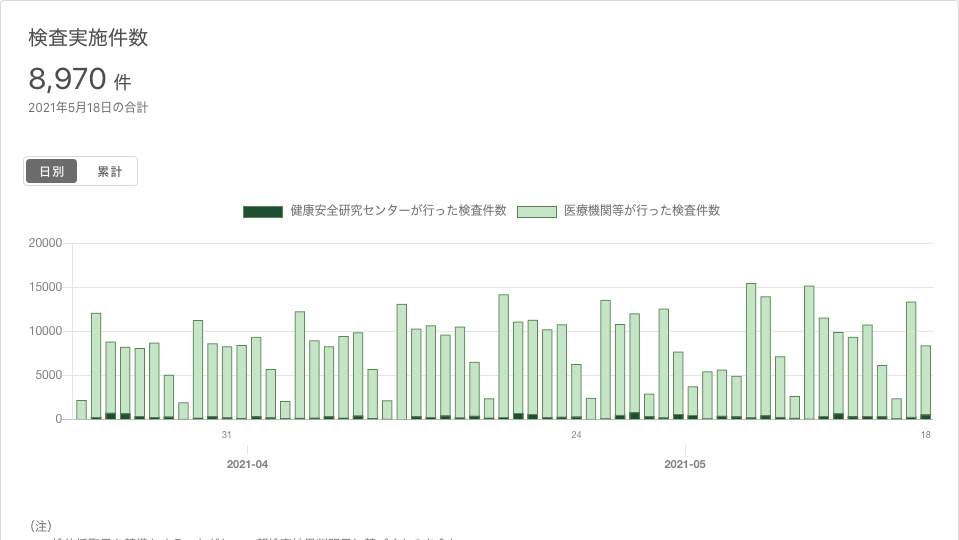 検査実施件数
8,970 件
2021年5月18日の合計
日別 累計
健康安全研究センターが行った検査件数 医療機関等が行った検査件数
20000
15000
10000
5000
0
31 24 18
2021-04 2021-05
（注）